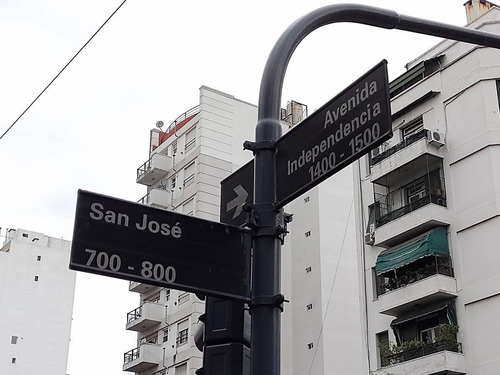 San José
700 - 800
Avenida
Independencia
1400 - 1500